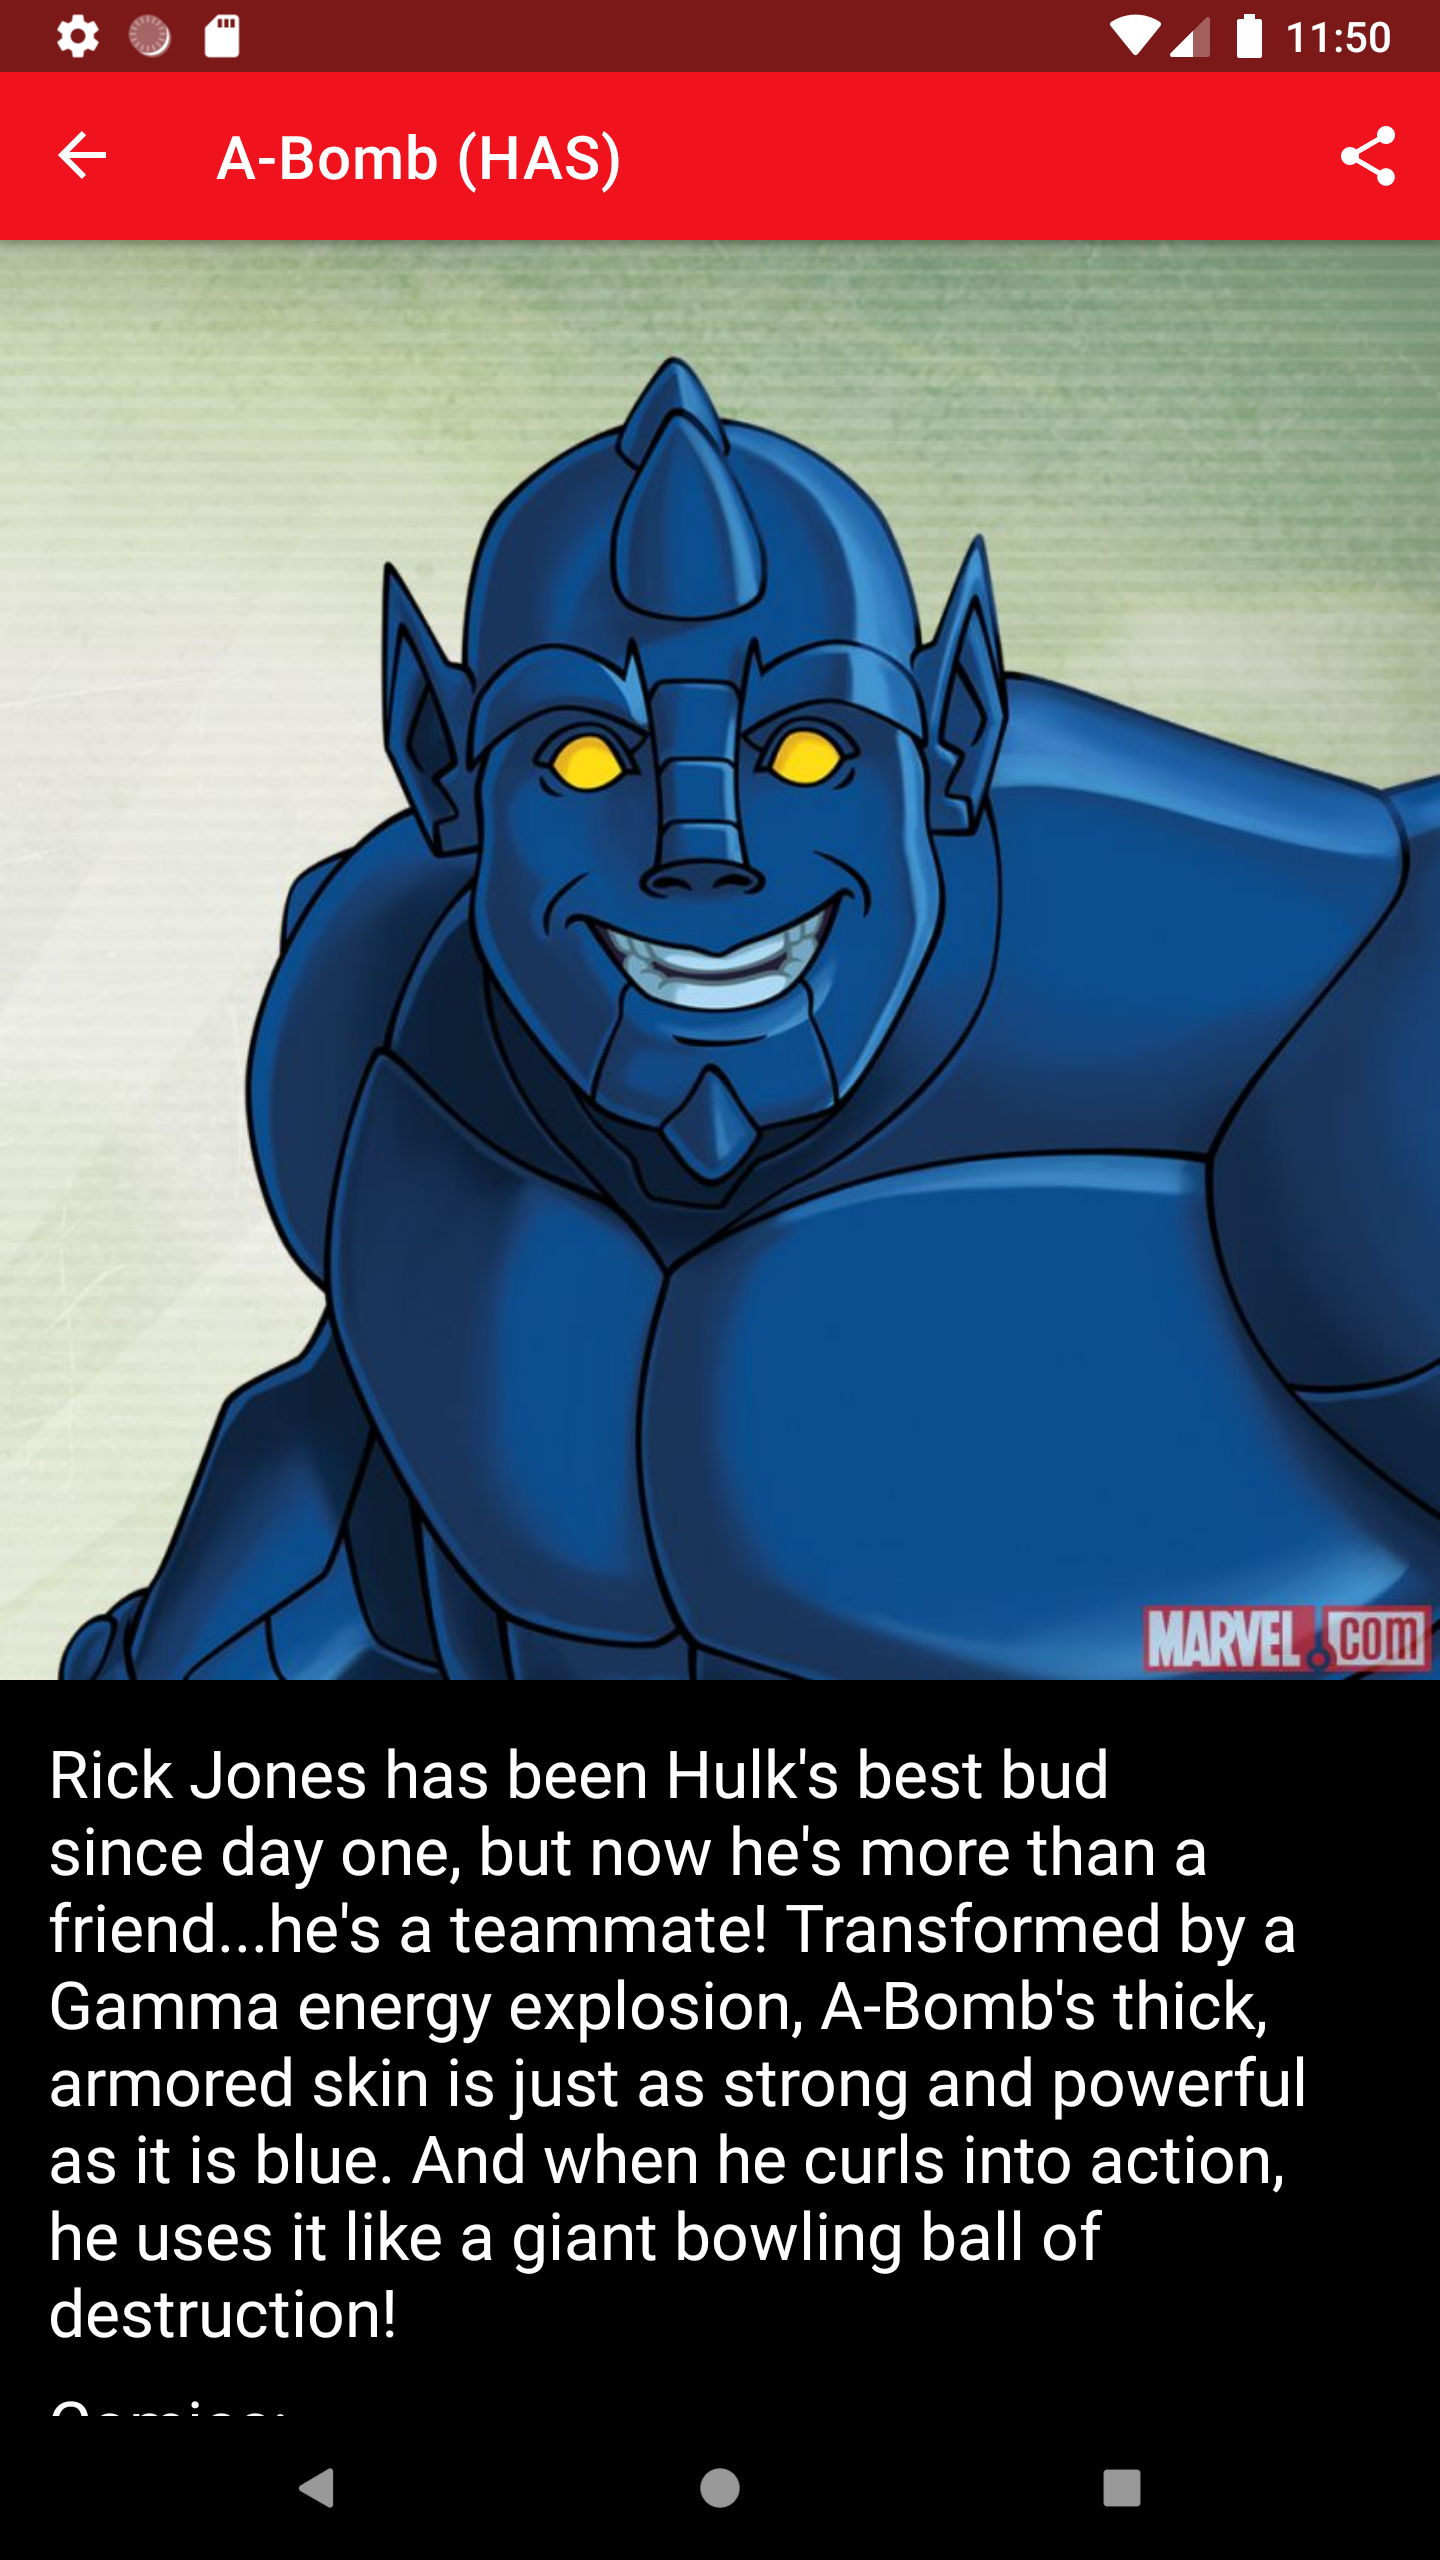 11:50
A-Bomb (HAS)
MARVEL.com
Rick Jones has been Hulk's best bud
since day one, but now he's more than a
friend...he's a teammate! Transformed by a
Gamma energy explosion, A-Bomb's thick,
armored skin is just as strong and powerful
as it is blue. And when he curls into action,
he uses it like a giant bowling ball of
destruction!
Comics: